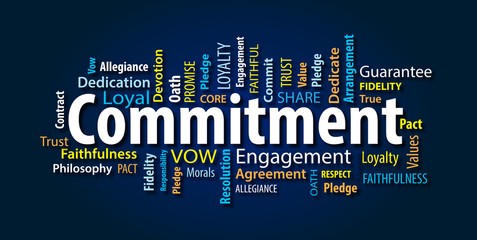 Vow
Allegiance
Devotion
Oath
PROMISE
Pledge
LOYALTY
Engagement
FAITHFUL
Commit
TRUST
Value
Pledge
Dedicate
Arrangement
Guarantee
Dedication
FIDELITY
Contract
Loyal
CORE
SHARE
True
Commitment
Pact
Trust
Faithfulness
VOW
Engagement
Loyalty
Values
Philosophy
PACT
Fidelity
Responsibility
Pledge
Morals
Resolution
Agreement
ALLEGIANCE
OATH
RESPECT
Pledge
FAITHFULNESS